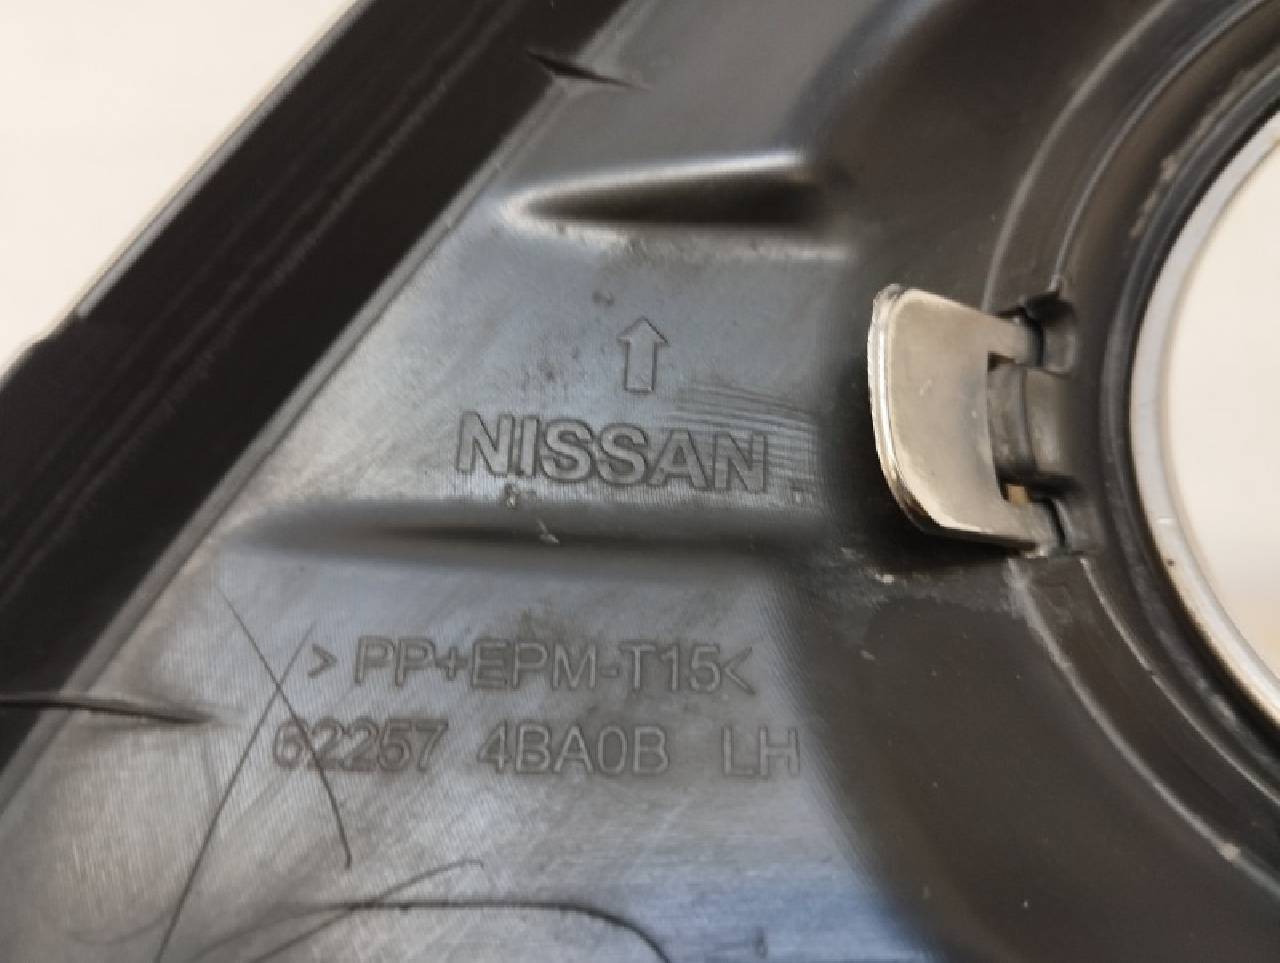 NISSAN
>PP+EPM-T15<
62257 4BA0B LH